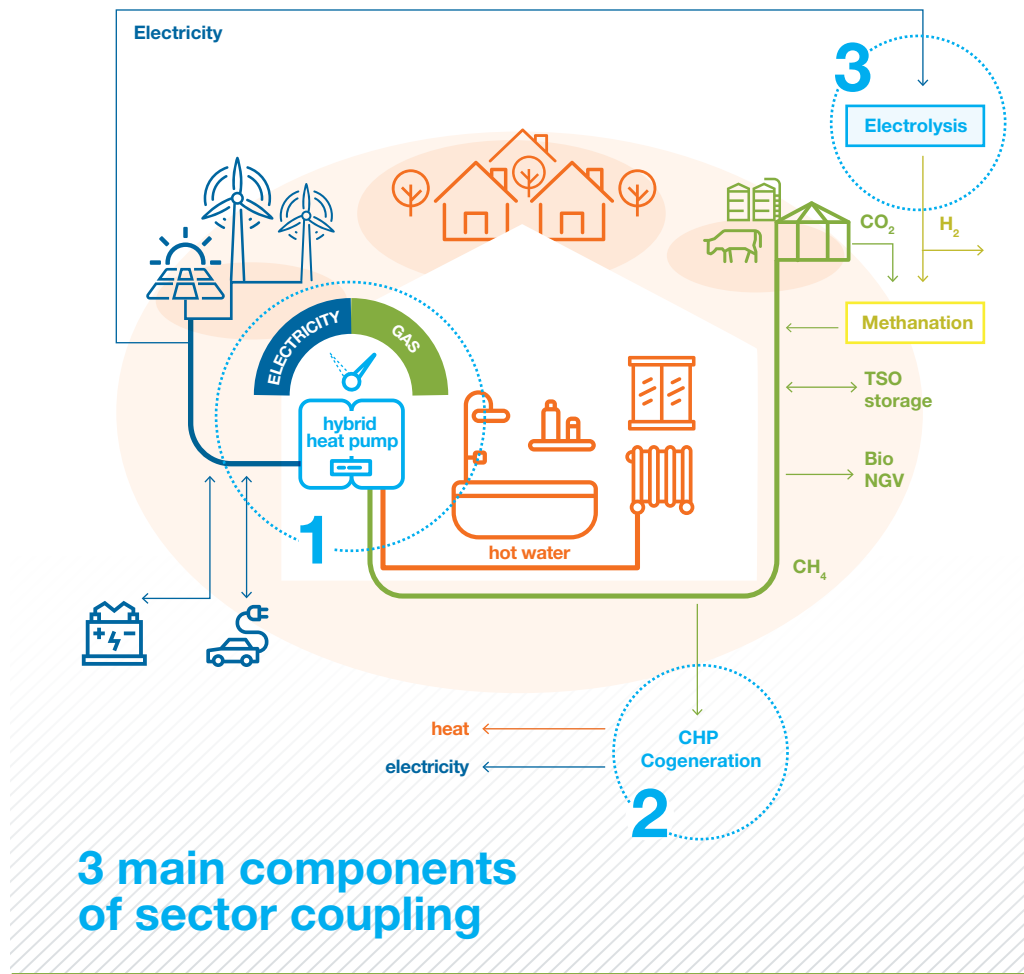 Electricity
3
Electrolysis
CO₂
H₂
Methanation
ELECTRICITY
GAS
TSO
storage
hybrid
heat pump
Bio
NGV
1
hot water
CH₄
heat
electricity
CHP
Cogeneration
2
3 main components
of sector coupling